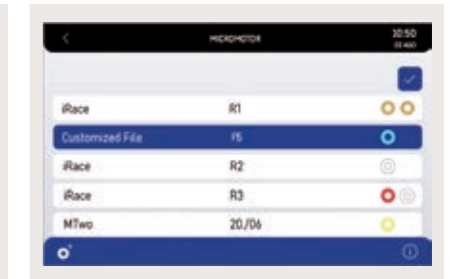 MICROMOTOR 10:50
iRace R1
Customized File F5
iRace R2
iRace R3
MTwo 20./06